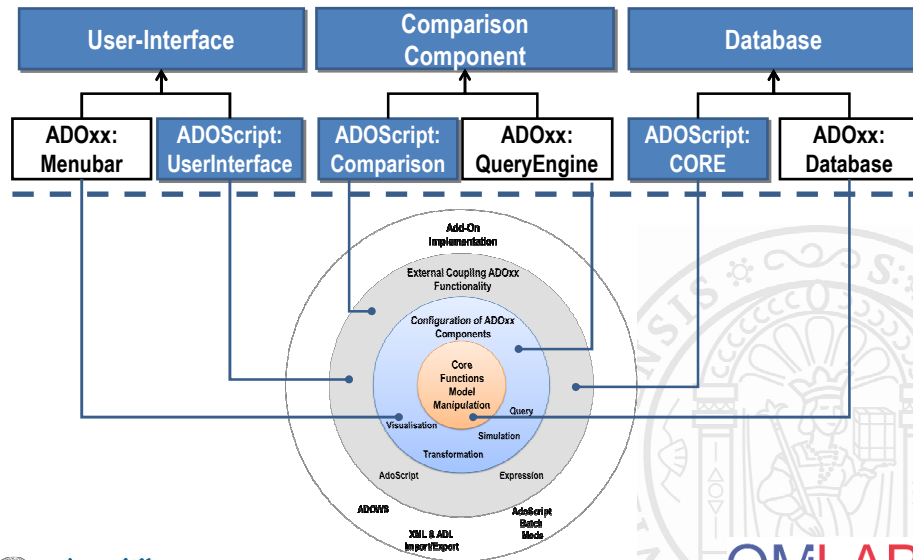 User-Interface
Comparison
Component
Database
ADOxx:
Menubar
ADOScript:
UserInterface
ADOScript:
Comparison
ADOxx:
QueryEngine
ADOScript:
CORE
ADOxx:
Database
Add-On
Implementation
External Coupling ADOxx
Functionality
Configuration of ADOxx
Components
Core
Functions
Model
Manipulation
Query
Visualisation
Simulation
Transformation
AdoScript
Expression
ADOWS
AdoScript
Batch
Mode
XML & ADL
Import/Export
ENSIS
S:
OMiLAB